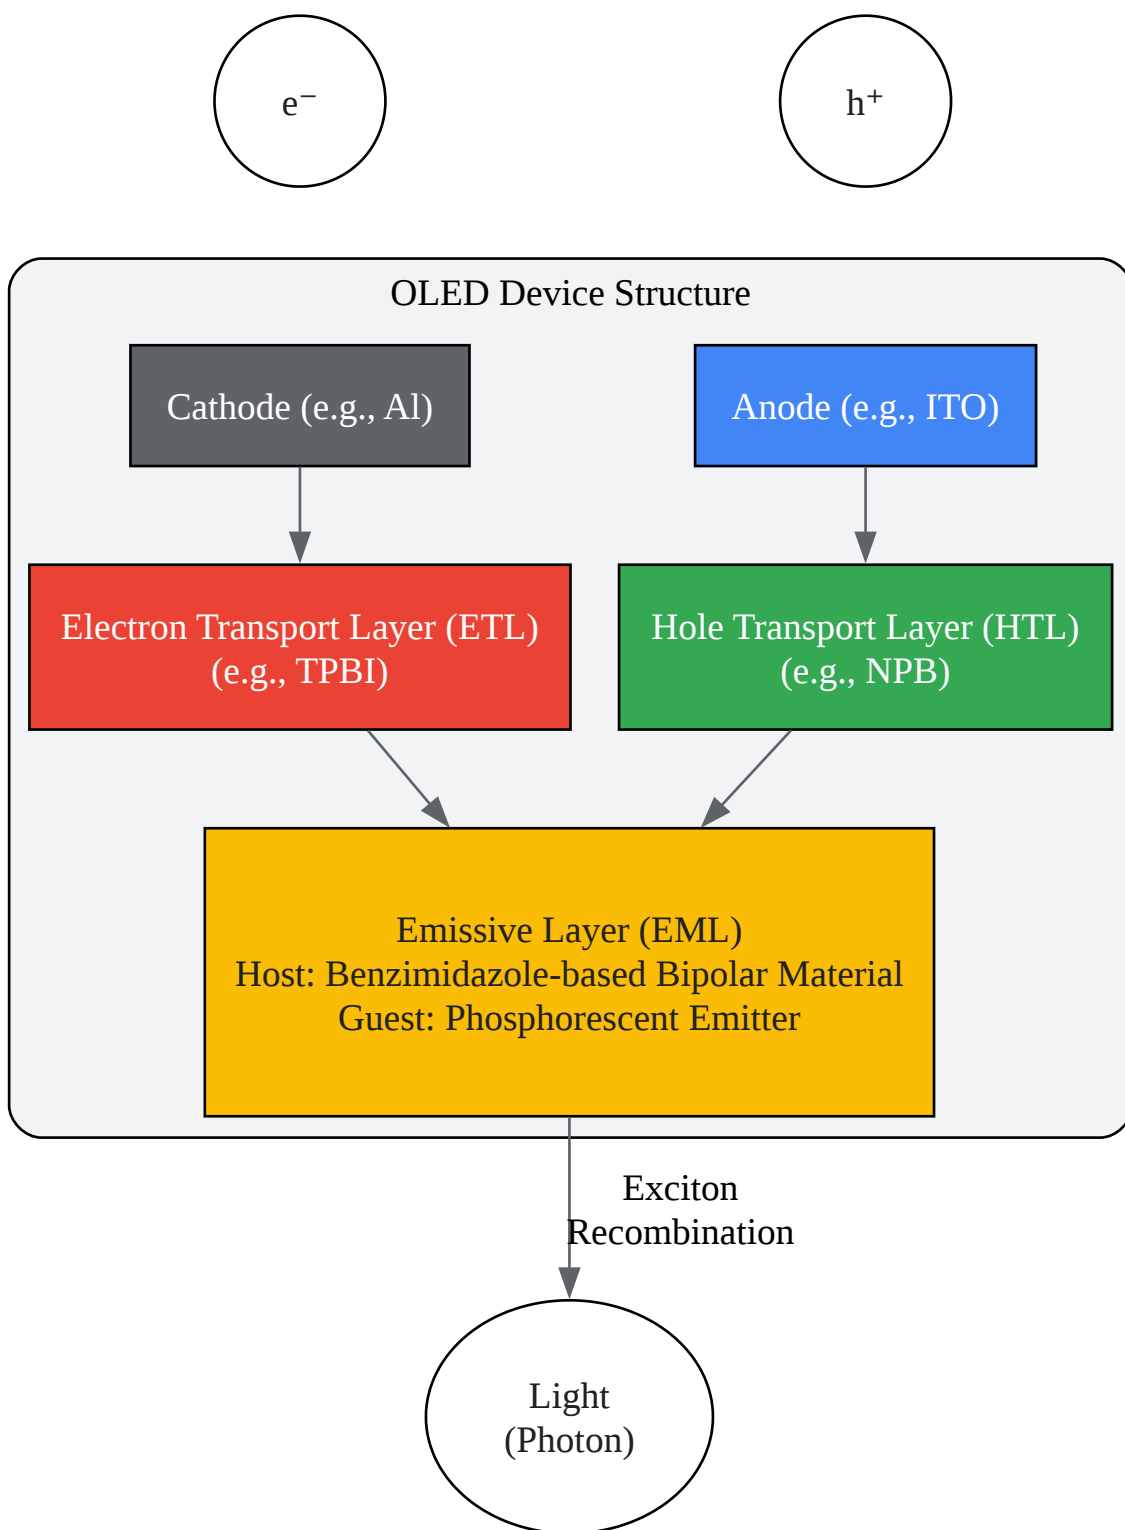 e⁻
h⁺
OLED Device Structure
Cathode (e.g., Al)
Anode (e.g., ITO)
Electron Transport Layer (ETL)
(e.g., TPBI)
Hole Transport Layer (HTL)
(e.g., NPB)
Emissive Layer (EML)
Host: Benzimidazole-based Bipolar Material
Guest: Phosphorescent Emitter
Exciton
Recombination
Light
(Photon)